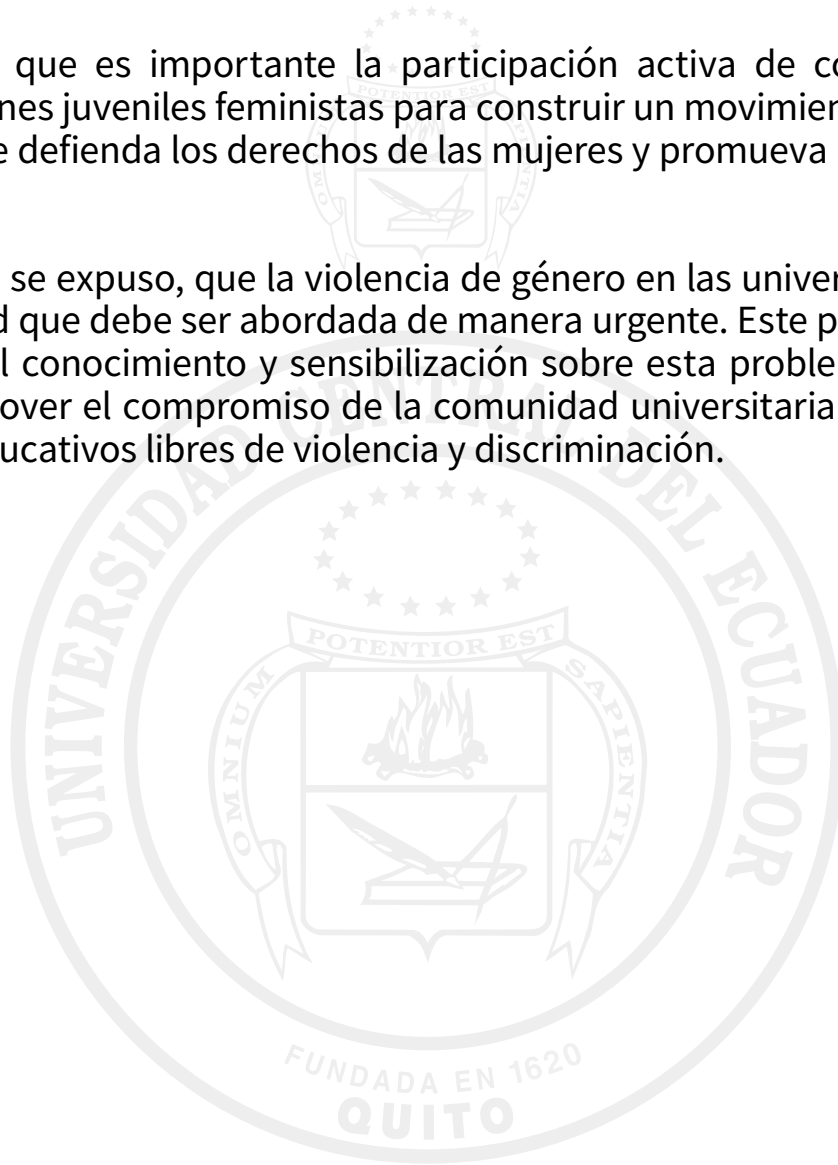 que es importante la participación activa de co
nes juveniles feministas para construir un movimien
e defienda los derechos de las mujeres y promueva
se expuso, que la violencia de género en las univer
d que debe ser abordada de manera urgente. Este p
l conocimiento y sensibilización sobre esta proble
over el compromiso de la comunidad universitaria
ucativos libres de violencia y discriminación.
UNIVERSIDAD CENTRAL DEL ECUADOR
POTENTIOR EST
OMNIUM
SAPIENTIA
FUNDADA EN 1620
QUITO